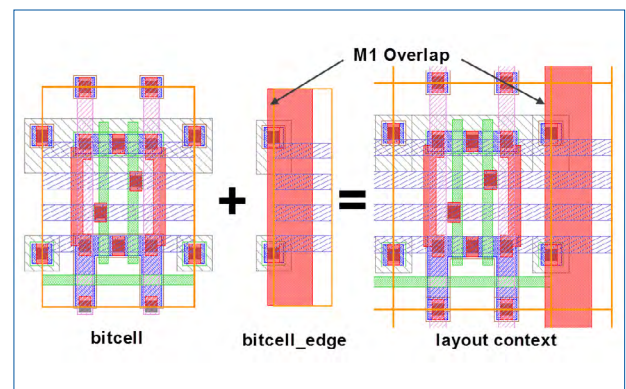 M1 Overlap
+
=
bitcell
bitcell_edge
layout context